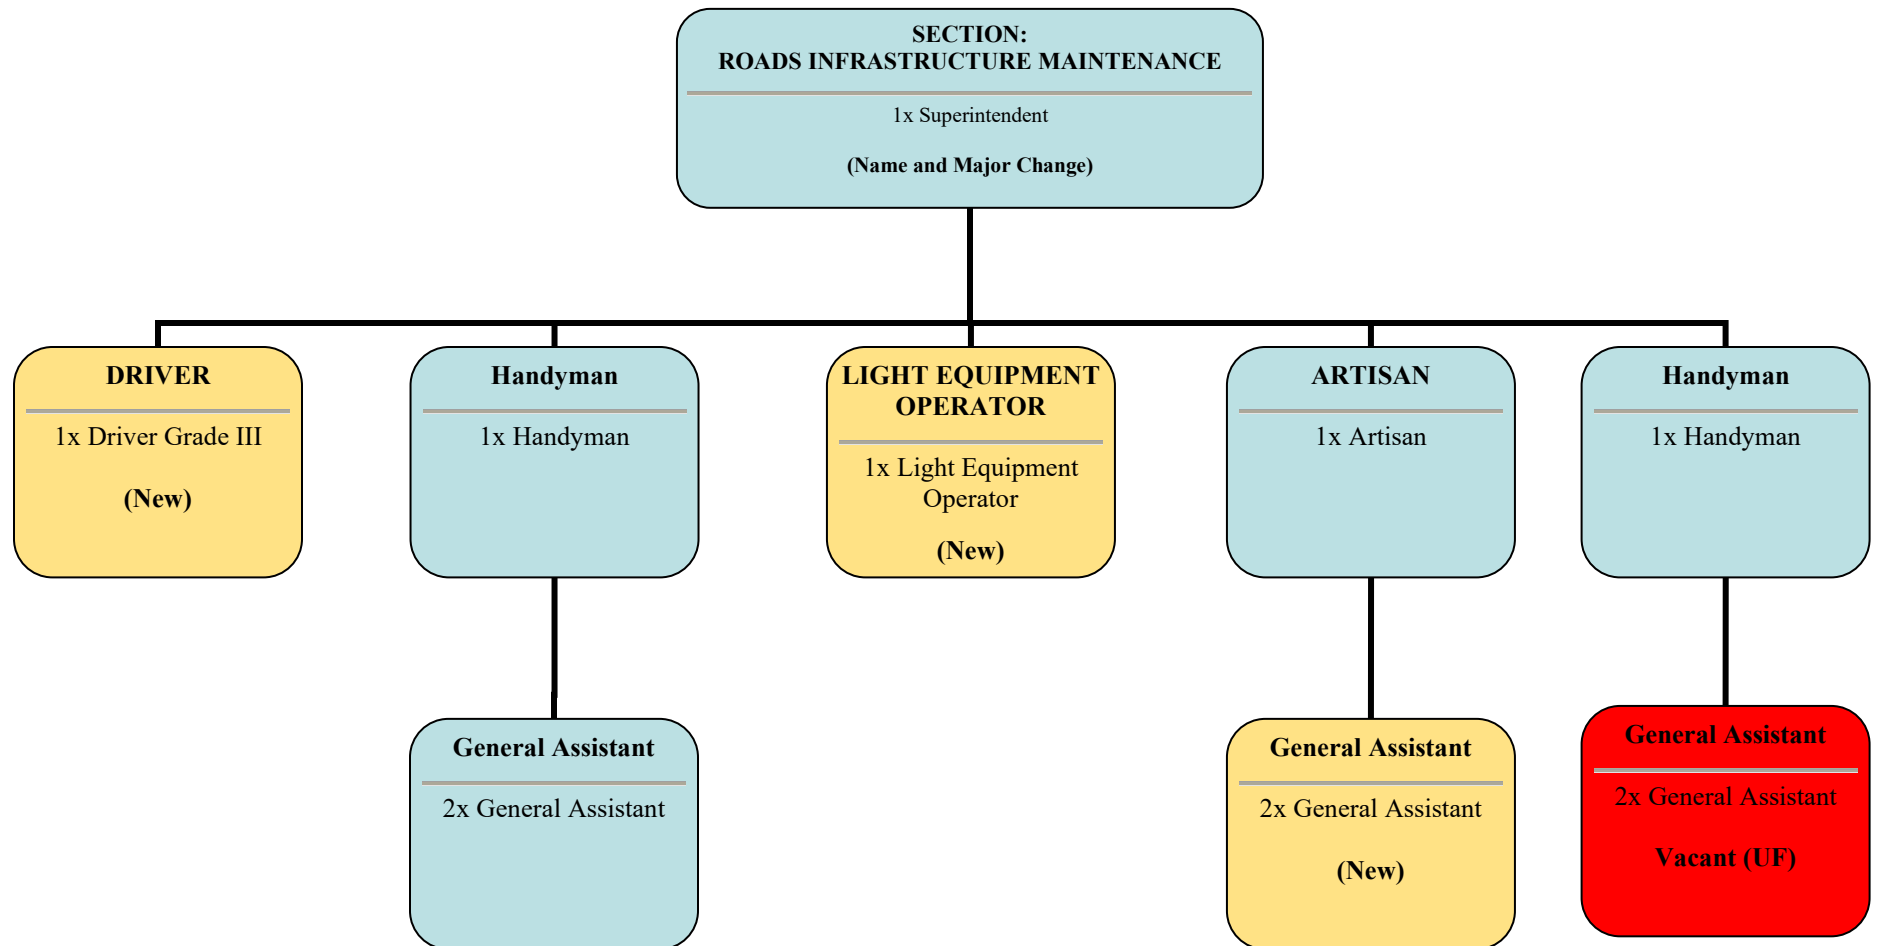 SECTION:
ROADS INFRASTRUCTURE MAINTENANCE
1x Superintendent
(Name and Major Change)
DRIVER
1x Driver Grade III
(New)
Handyman
1x Handyman
LIGHT EQUIPMENT
OPERATOR
1x Light Equipment
Operator
(New)
ARTISAN
1x Artisan
Handyman
1x Handyman
General Assistant
2x General Assistant
General Assistant
2x General Assistant
(New)
General Assistant
2x General Assistant
Vacant (UF)